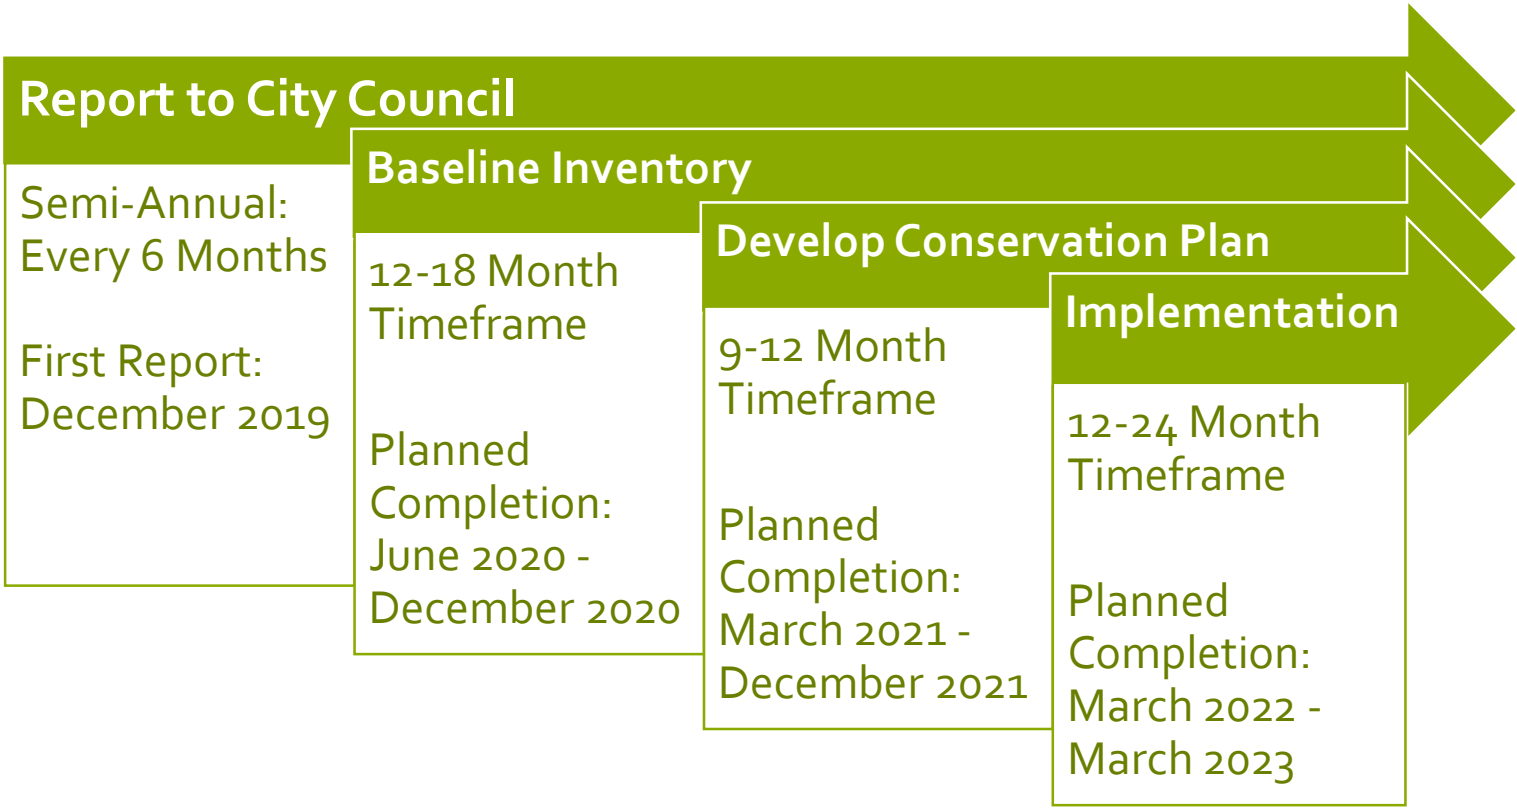 Report to City Council
Semi-Annual:
Every 6 Months
First Report:
December 2019
Baseline Inventory
12-18 Month
Timeframe
Planned
Completion:
June 2020 -
December 2020
Develop Conservation Plan
9-12 Month
Timeframe
Planned
Completion:
March 2021 -
December 2021
Implementation
12-24 Month
Timeframe
Planned
Completion:
March 2022 -
March 2023